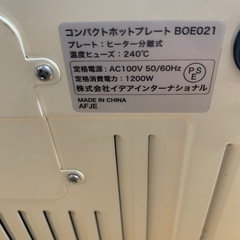 コンパクトホットプレート BOE021
プレート：ヒーター分離式
温度ヒューズ：240℃
定格電源：AC100V 50/60Hz
定格消費電力：1200W
株式会社イデアインターナショナル
MADE IN CHINA
AFJE
PSE